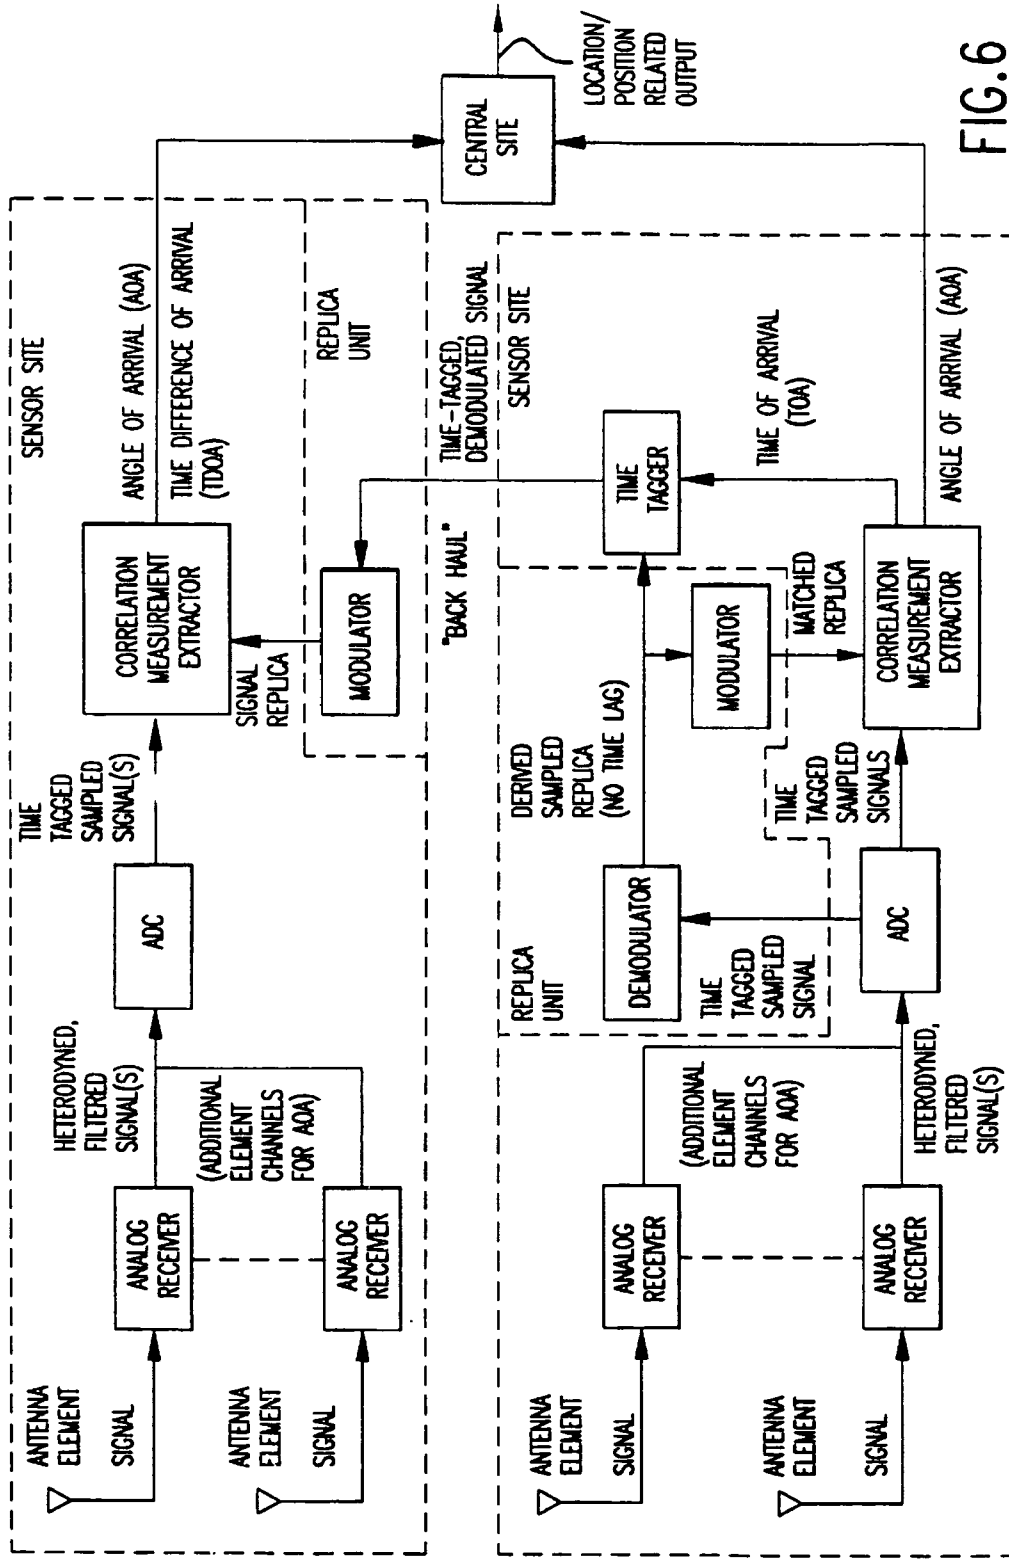 SENSOR SITE
ANTENNA
ELEMENT
SIGNAL
ANTENNA
ELEMENT
SIGNAL
ANALOG
RECEIVER
ANALOG
RECEIVER
HETERODYNED,
FILTERED
SIGNAL(S)
(ADDITIONAL
ELEMENT
CHANNELS
FOR AOA)
ADC
TIME
TAGGED
SAMPLED
SIGNAL(S)
CORRELATION
MEASUREMENT
EXTRACTOR
SIGNAL
REPLICA
MODULATOR
REPLICA
UNIT
ANGLE OF ARRIVAL (AOA)
TIME DIFFERENCE OF ARRIVAL
(TDOA)
"BACK HAUL"
TIME-TAGGED,
DEMODULATED SIGNAL
CENTRAL
SITE
LOCATION/
POSITION
RELATED
OUTPUT
SENSOR SITE
ANTENNA
ELEMENT
SIGNAL
ANTENNA
ELEMENT
SIGNAL
ANALOG
RECEIVER
ANALOG
RECEIVER
(ADDITIONAL
ELEMENT
CHANNELS
FOR AOA)
HETERODYNED,
FILTERED
SIGNAL(S)
REPLICA
UNIT
DEMODULATOR
TIME
TAGGED
SAMPLED
SIGNAL
ADC
DERIVED
SAMPLED
REPLICA
(NO TIME LAG)
TIME
TAGGED
SAMPLED
SIGNALS
MODULATOR
MATCHED
REPLICA
CORRELATION
MEASUREMENT
EXTRACTOR
TIME
TAGGER
TIME OF ARRIVAL
(TOA)
ANGLE OF ARRIVAL (AOA)
FIG.6